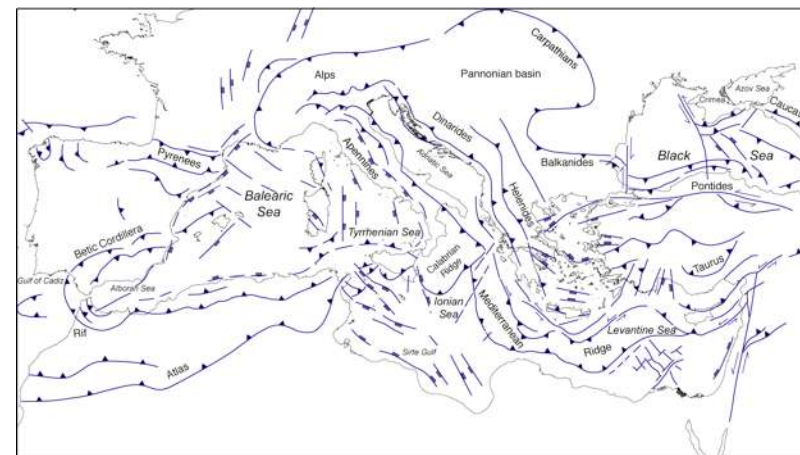 Carpathians
Alps
Pannonian basin
Azov Sea
Crimea
Caucas
Dinarides
Pyrenees
Apennines
Adriatic Sea
Balkanides
Black Sea
Pontides
Balearic
Sea
Helenides
Betic Cordillera
Tyrrhenian Sea
Calabrian
Ridge
Taurus
Gulf of Cadiz
Alboran Sea
Ionian
Sea
Mediterranean
Ridge
Levantine Sea
Rif
Sirte Gulf
Atlas